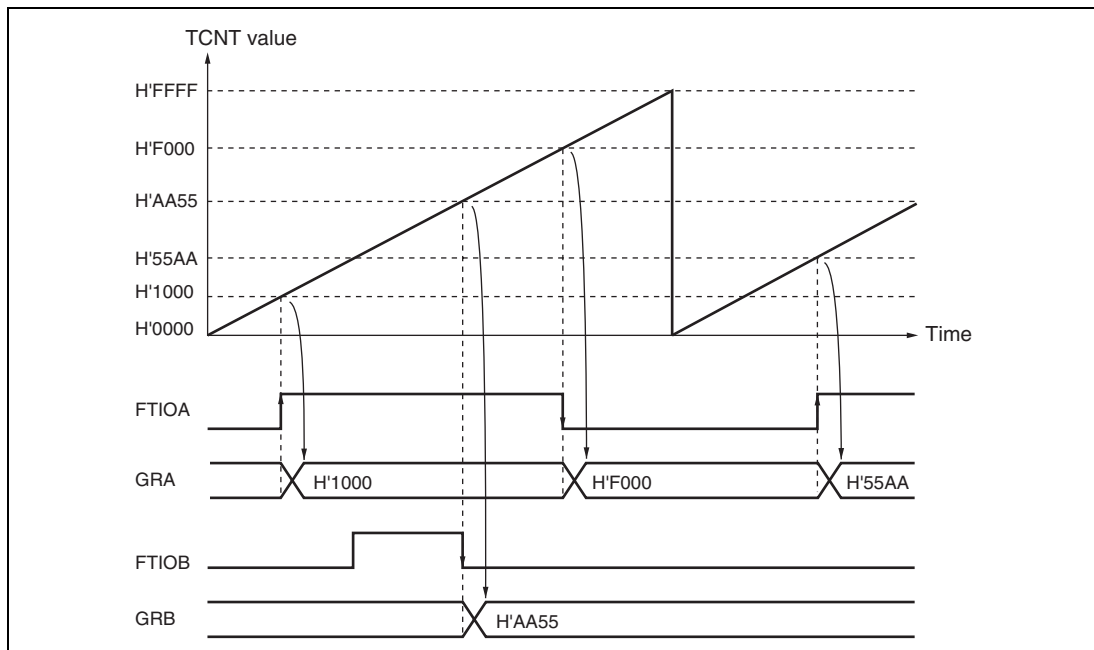 TCNT value
H'FFFF
H'F000
H'AA55
H'55AA
H'1000
H'0000
Time
FTIOA
GRA
H'1000
H'F000
H'55AA
FTIOB
GRB
H'AA55